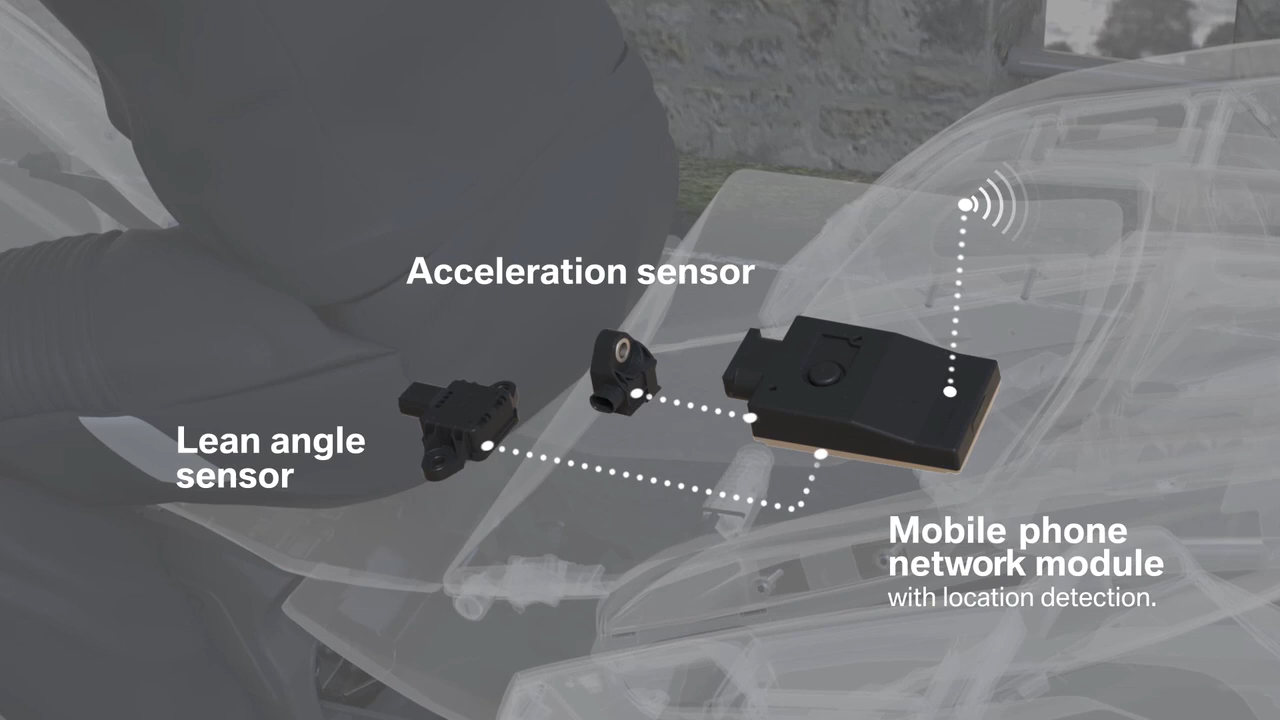 Acceleration sensor
Lean angle
sensor
Mobile phone
network module
with location detection.